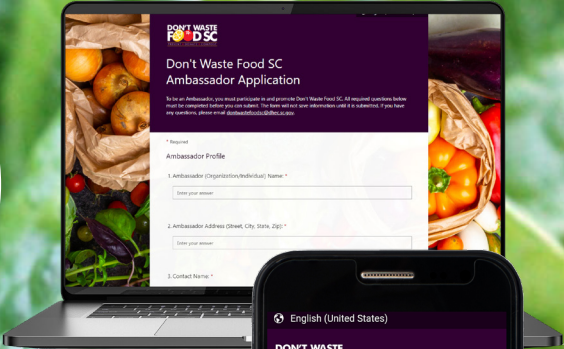 DON'T WASTE
FOOD SC
Don't Waste Food SC
Ambassador Application
To be an Ambassador, you must participate in and promote Don't Waste Food SC. All required questions below
must be completed before you can submit. The form will not save information until it is submitted. If you have
any questions, please email dontwastefoodsc@dhec.sc.gov.
* Required
Ambassador Profile
1. Ambassador (Organization/Individual) Name: *
Enter your answer
2. Ambassador Address (Street, City, State, Zip): *
Enter your answer
3. Contact Name: *
English (United States)
DON'T WASTE